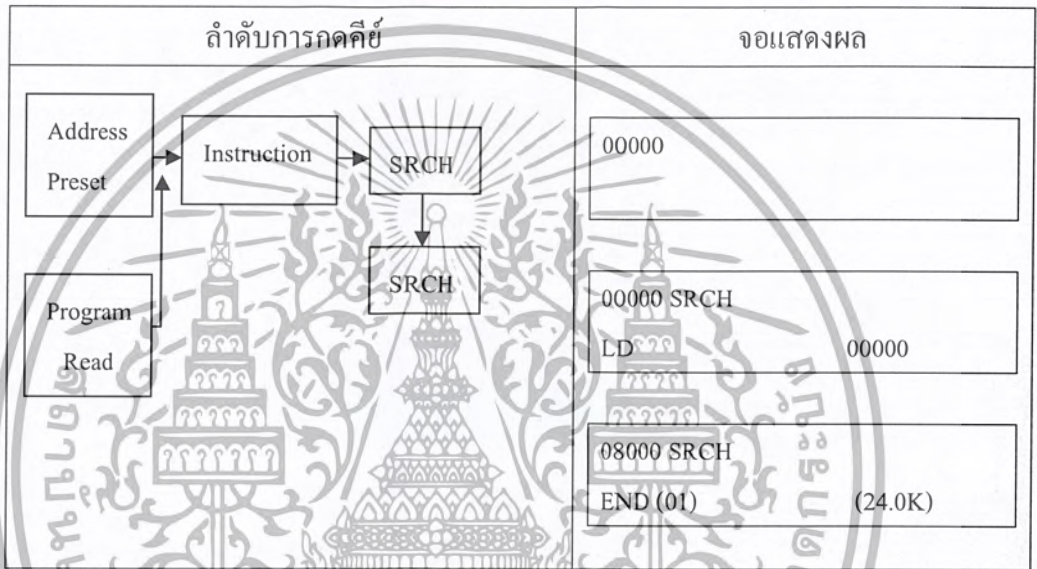 ลำดับการกดคีย์
จอแสดงผล
Address
Preset
Instruction
SRCH
SRCH
Program
Read
00000
00000 SRCH
LD 00000
08000 SRCH
END (01) (24.0K)